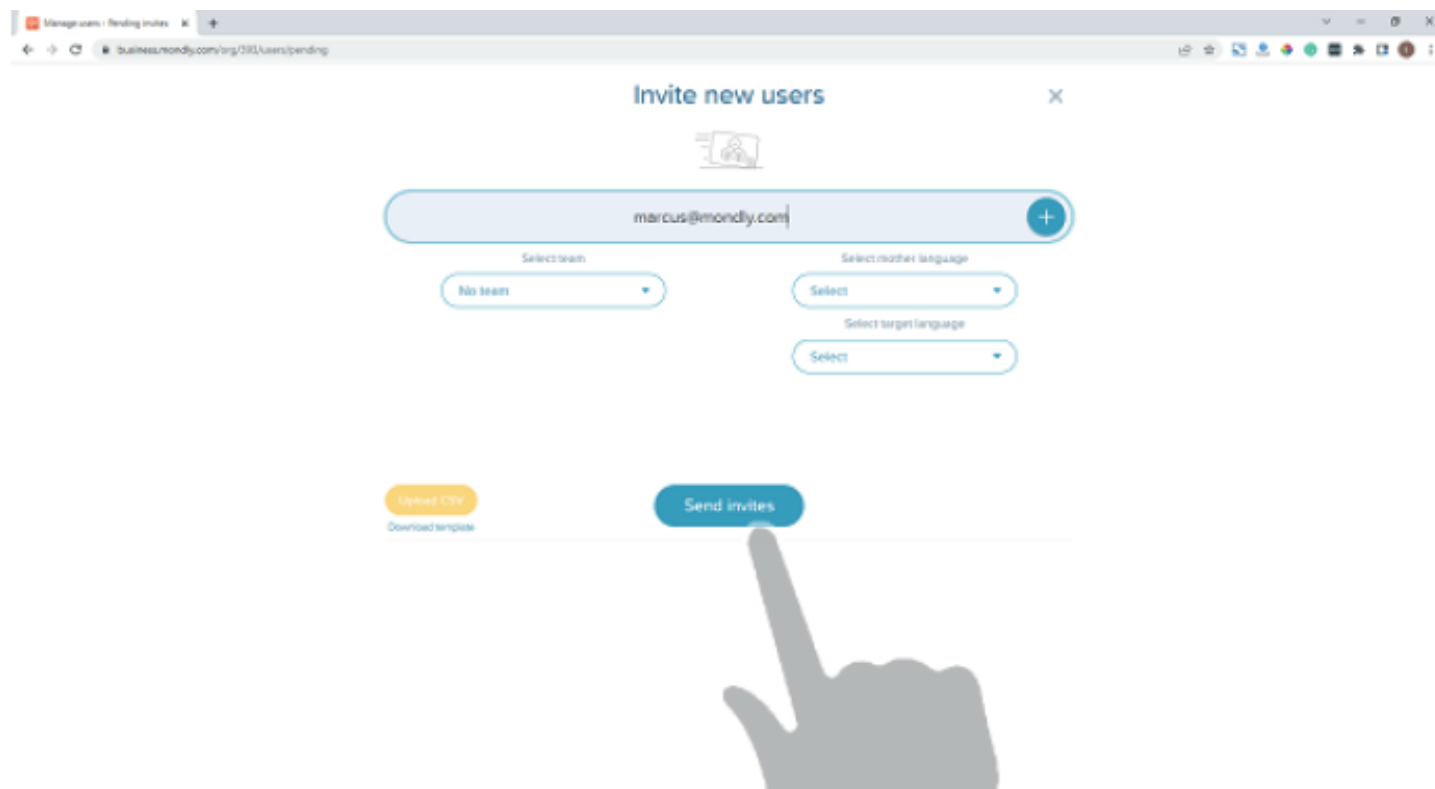 Manage users - Pending invites
business.mondly.com/org/393/users/pending
Invite new users
marcus@mondly.com
Select team
Select mother language
No team
Select
Select target language
Select
Upload CSV
Send invites
Download template